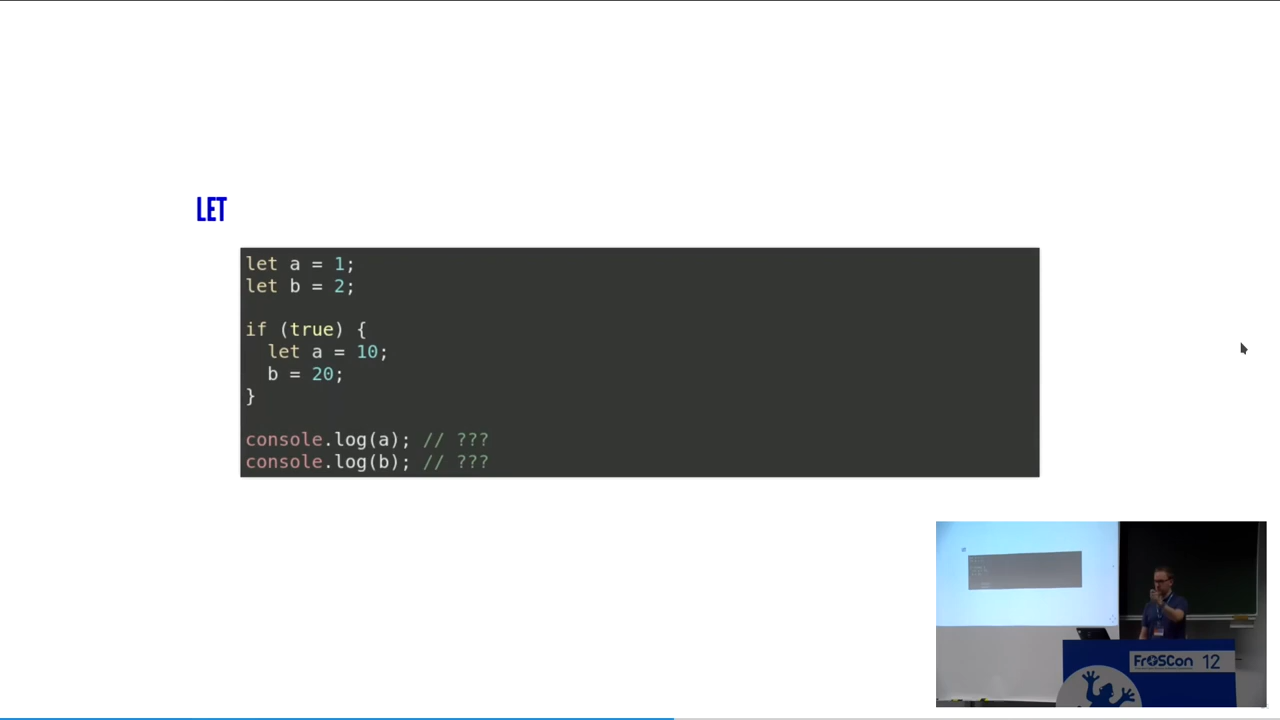 LET
let a = 1;
let b = 2;
if (true) {
  let a = 10;
  b = 20;
}
console.log(a); // ???
console.log(b); // ???
FrOSCon 12